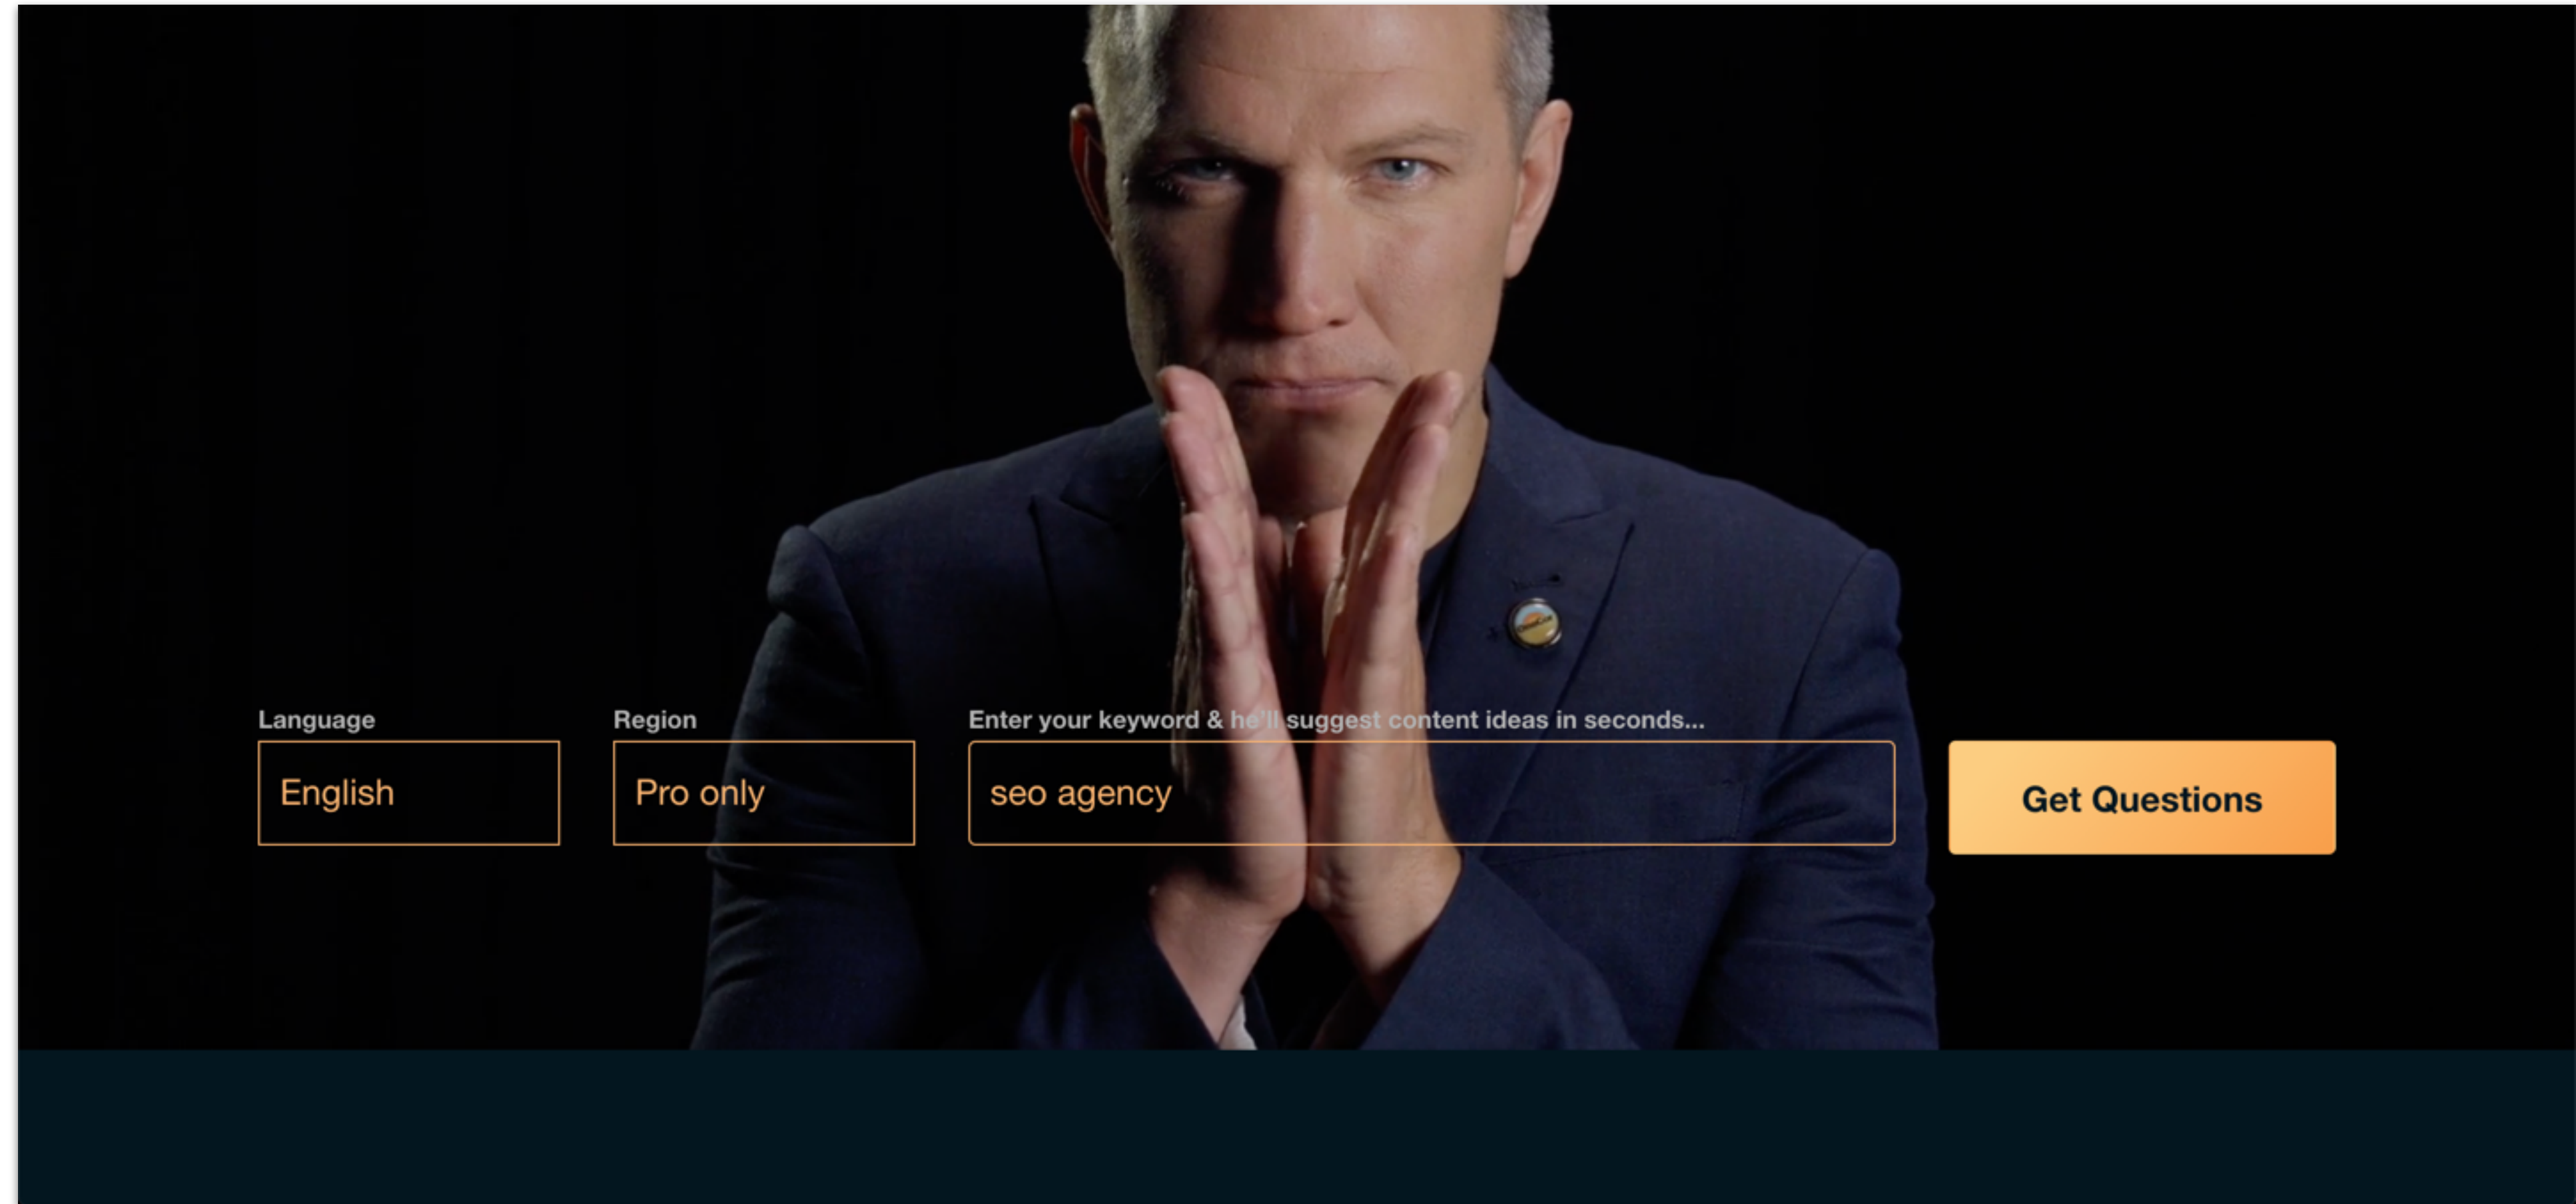 Language
Region
Enter your keyword & he'll suggest content ideas in seconds...
English
Pro only
seo agency
Get Questions